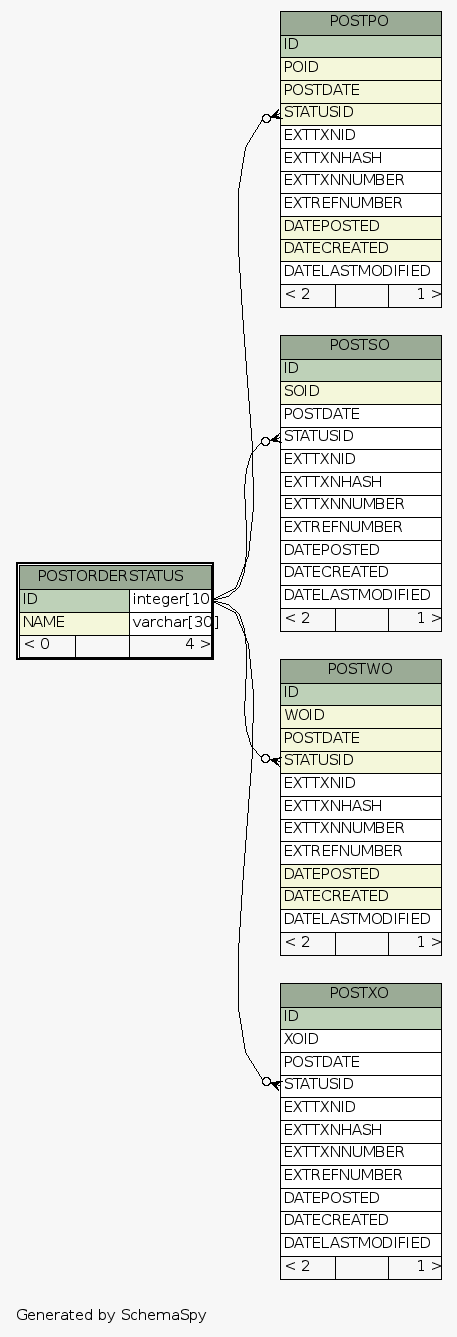 POSTPO
ID
POID
POSTDATE
STATUSID
EXTTXNID
EXTTXNHASH
EXTTXNNUMBER
EXTREFNUMBER
DATEPOSTED
DATECREATED
DATELASTMODIFIED
< 2 1 >
POSTSO
ID
SOID
POSTDATE
STATUSID
EXTTXNID
EXTTXNHASH
EXTTXNNUMBER
EXTREFNUMBER
DATEPOSTED
DATECREATED
DATELASTMODIFIED
< 2 1 >
POSTORDERSTATUS
ID integer[10
NAME varchar[30]
< 0 4 >
POSTWO
ID
WOID
POSTDATE
STATUSID
EXTTXNID
EXTTXNHASH
EXTTXNNUMBER
EXTREFNUMBER
DATEPOSTED
DATECREATED
DATELASTMODIFIED
< 2 1 >
POSTXO
ID
XOID
POSTDATE
STATUSID
EXTTXNID
EXTTXNHASH
EXTTXNNUMBER
EXTREFNUMBER
DATEPOSTED
DATECREATED
DATELASTMODIFIED
< 2 1 >
Generated by SchemaSpy